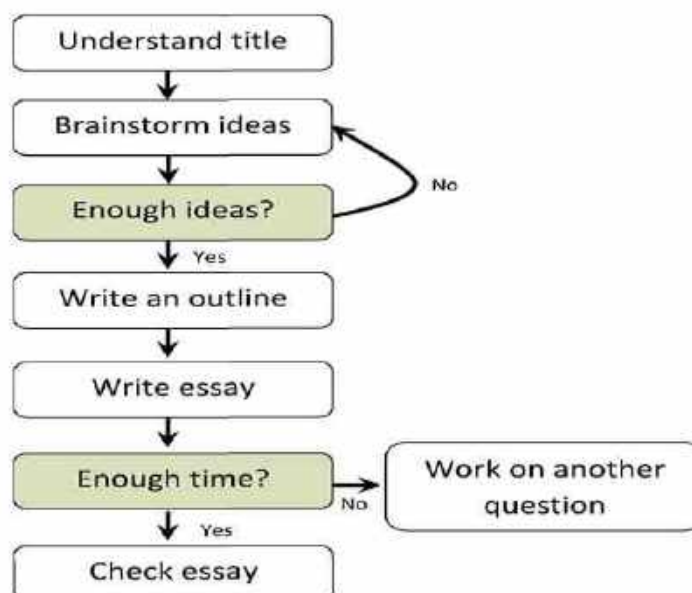 Understand title
Brainstorm ideas
No
Enough ideas?
Yes
Write an outline
Write essay
Enough time?
No
Work on another
question
Yes
Check essay